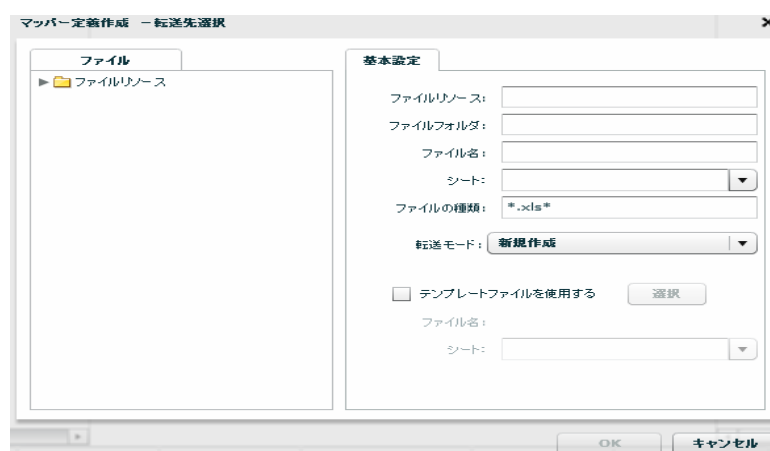 マッパー定義作成 －転送先選択
ファイル
ファイルリソース
基本設定
ファイルリソース:
ファイルフォルダ:
ファイル名:
シート:
ファイルの種類: *.xls*
転送モード: 新規作成
テンプレートファイルを使用する 選択
ファイル名:
シート:
OK キャンセル